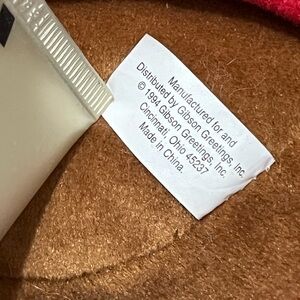 Manufactured for and
Distributed by Gibson Greetings, Inc.
© 1994 Gibson Greetings, Inc.
Cincinnati, Ohio 45237
Made in China.